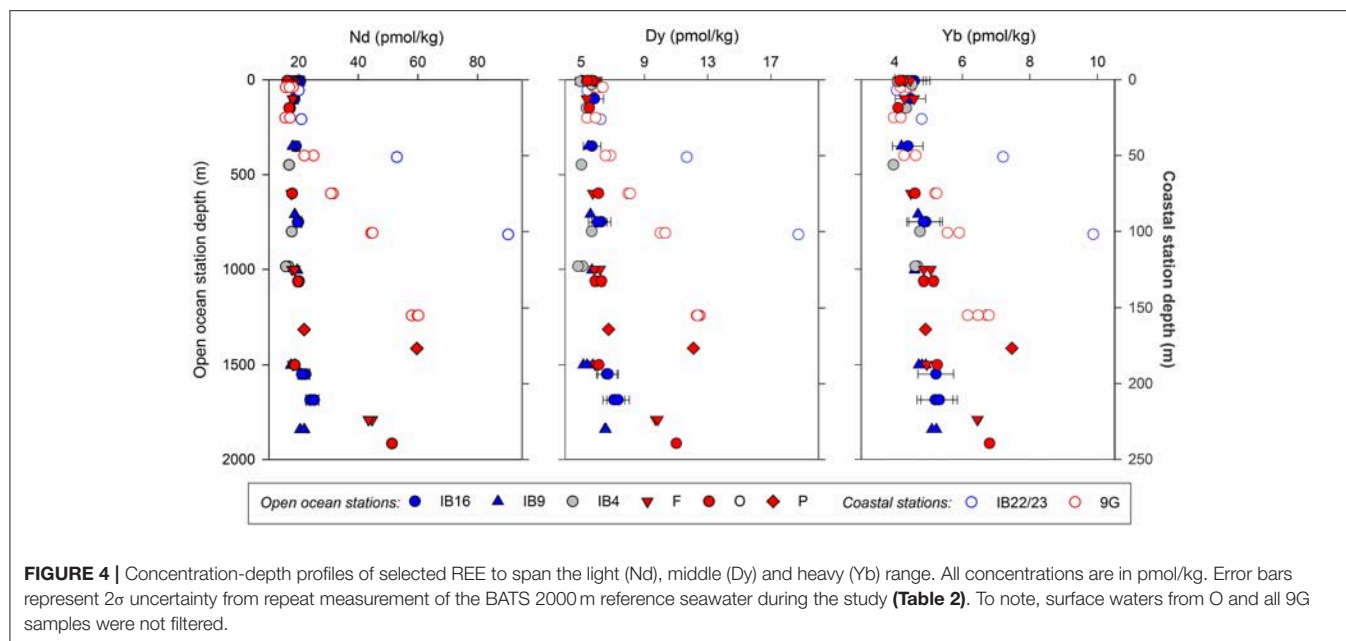 Nd (pmol/kg)
Dy (pmol/kg)
Yb (pmol/kg)
20 40 60 80
5 9 13 17
4 6 8 10
Open ocean station depth (m)
0
500
1000
1500
2000
Coastal station depth (m)
0
50
100
150
200
250
Open ocean stations: IB16 IB9 IB4 F O P Coastal stations: IB22/23 9G
FIGURE 4 | Concentration-depth profiles of selected REE to span the light (Nd), middle (Dy) and heavy (Yb) range. All concentrations are in pmol/kg. Error bars
represent 2σ uncertainty from repeat measurement of the BATS 2000 m reference seawater during the study (Table 2). To note, surface waters from O and all 9G
samples were not filtered.